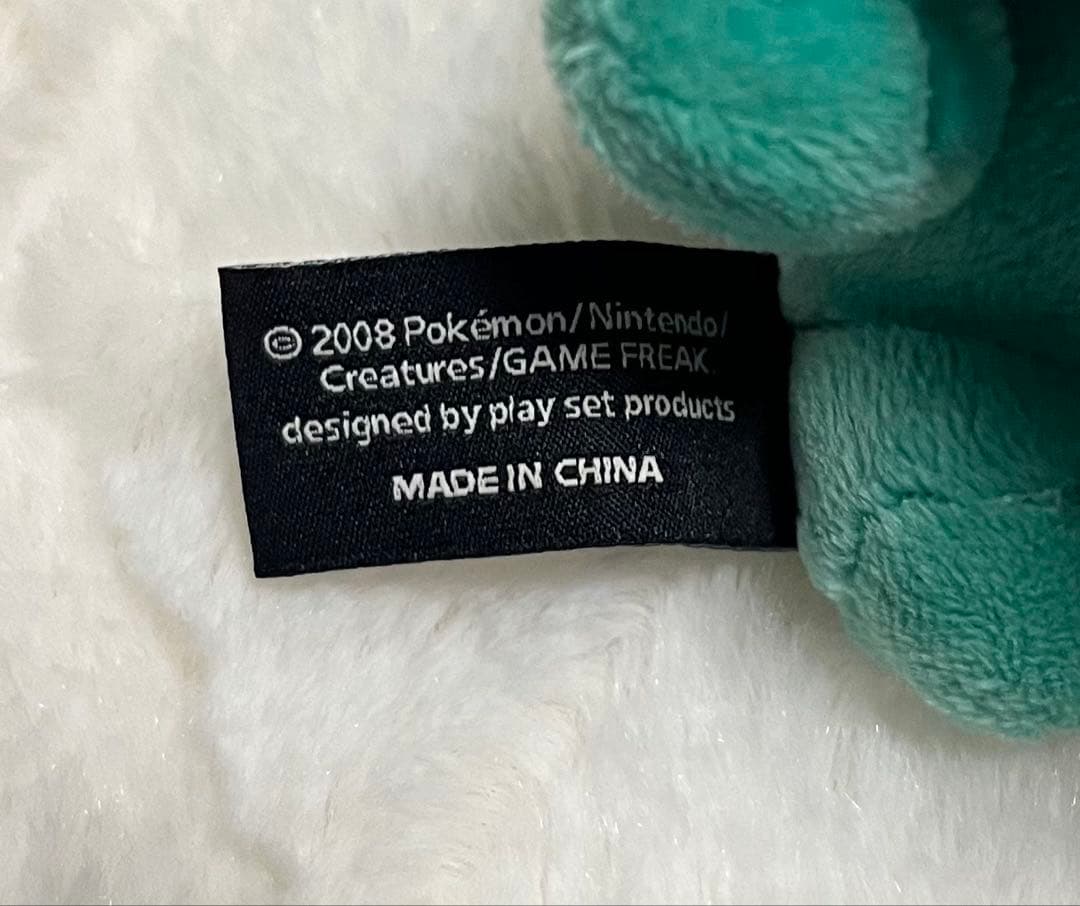 © 2008 Pokémon/Nintendo/
Creatures/GAME FREAK.
designed by play set products
MADE IN CHINA